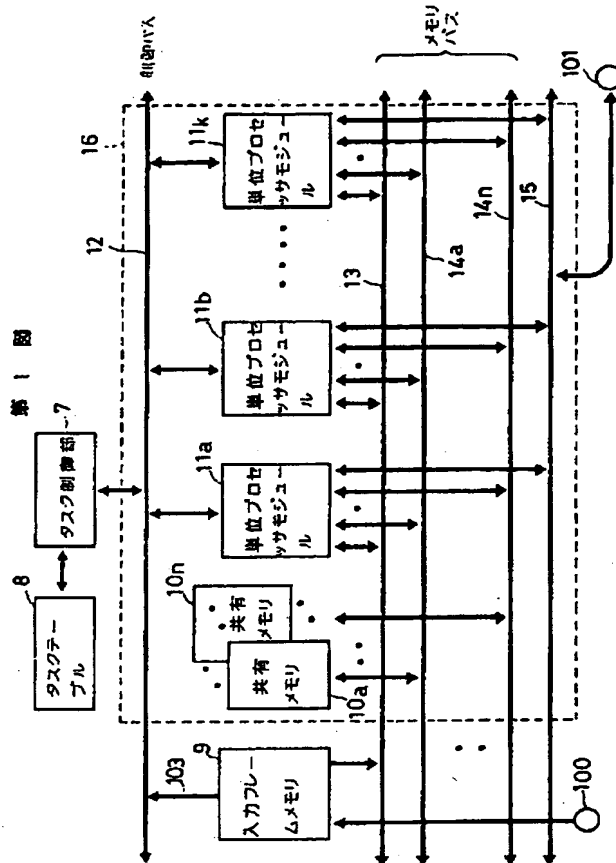 第 1 図
8
タスクテー
ブル
タスク制御部
7
12
16
制御バス
103
9
入力フレー
ムメモリ
10n
共有
メモリ
共有
メモリ
10a
11a
単位プロセ
ッサモジュー
ル
11b
単位プロセ
ッサモジュー
ル
11k
単位プロセ
ッサモジュー
ル
13
14a
14n
15
メモリ
バス
100
101